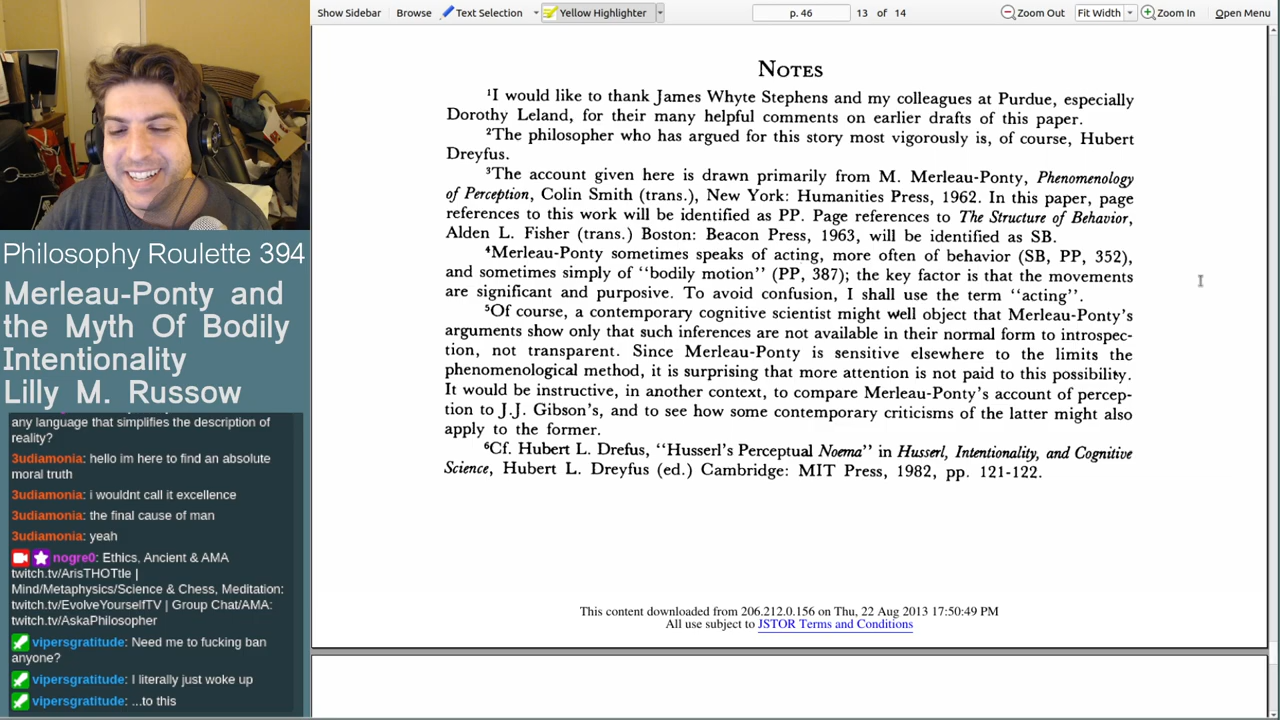 Show Sidebar Browse Text Selection Yellow Highlighter p. 46 13 of 14 Zoom Out Fit Width Zoom In Open Menu
NOTES
¹I would like to thank James Whyte Stephens and my colleagues at Purdue, especially
Dorothy Leland, for their many helpful comments on earlier drafts of this paper.
²The philosopher who has argued for this story most vigorously is, of course, Hubert
Dreyfus.
³The account given here is drawn primarily from M. Merleau-Ponty, Phenomenology
of Perception, Colin Smith (trans.), New York: Humanities Press, 1962. In this paper, page
references to this work will be identified as PP. Page references to The Structure of Behavior,
Alden L. Fisher (trans.) Boston: Beacon Press, 1963, will be identified as SB.
⁴Merleau-Ponty sometimes speaks of acting, more often of behavior (SB, PP, 352),
and sometimes simply of "bodily motion" (PP, 387); the key factor is that the movements
are significant and purposive. To avoid confusion, I shall use the term "acting".
⁵Of course, a contemporary cognitive scientist might well object that Merleau-Ponty's
arguments show only that such inferences are not available in their normal form to introspec-
tion, not transparent. Since Merleau-Ponty is sensitive elsewhere to the limits the
phenomenological method, it is surprising that more attention is not paid to this possibility.
It would be instructive, in another context, to compare Merleau-Ponty's account of percep-
tion to J.J. Gibson's, and to see how some contemporary criticisms of the latter might also
apply to the former.
⁶Cf. Hubert L. Drefus, "Husserl's Perceptual Noema" in Husserl, Intentionality, and Cognitive
Science, Hubert L. Dreyfus (ed.) Cambridge: MIT Press, 1982, pp. 121-122.
This content downloaded from 206.212.0.156 on Thu, 22 Aug 2013 17:50:49 PM
All use subject to JSTOR Terms and Conditions
Philosophy Roulette 394
Merleau-Ponty and
the Myth Of Bodily
Intentionality
Lilly M. Russow
any language that simplifies the description of
reality?
3udiamonia: hello im here to find an absolute
moral truth
3udiamonia: i wouldnt call it excellence
3udiamonia: the final cause of man
3udiamonia: yeah
nogre0: Ethics, Ancient & AMA
twitch.tv/ArisTHOTtle |
Mind/Metaphysics/Science & Chess, Meditation:
twitch.tv/EvolveYourselfTV | Group Chat/AMA:
twitch.tv/AskaPhilosopher
vipersgratitude: Need me to fucking ban
anyone?
vipersgratitude: I literally just woke up
vipersgratitude: ...to this